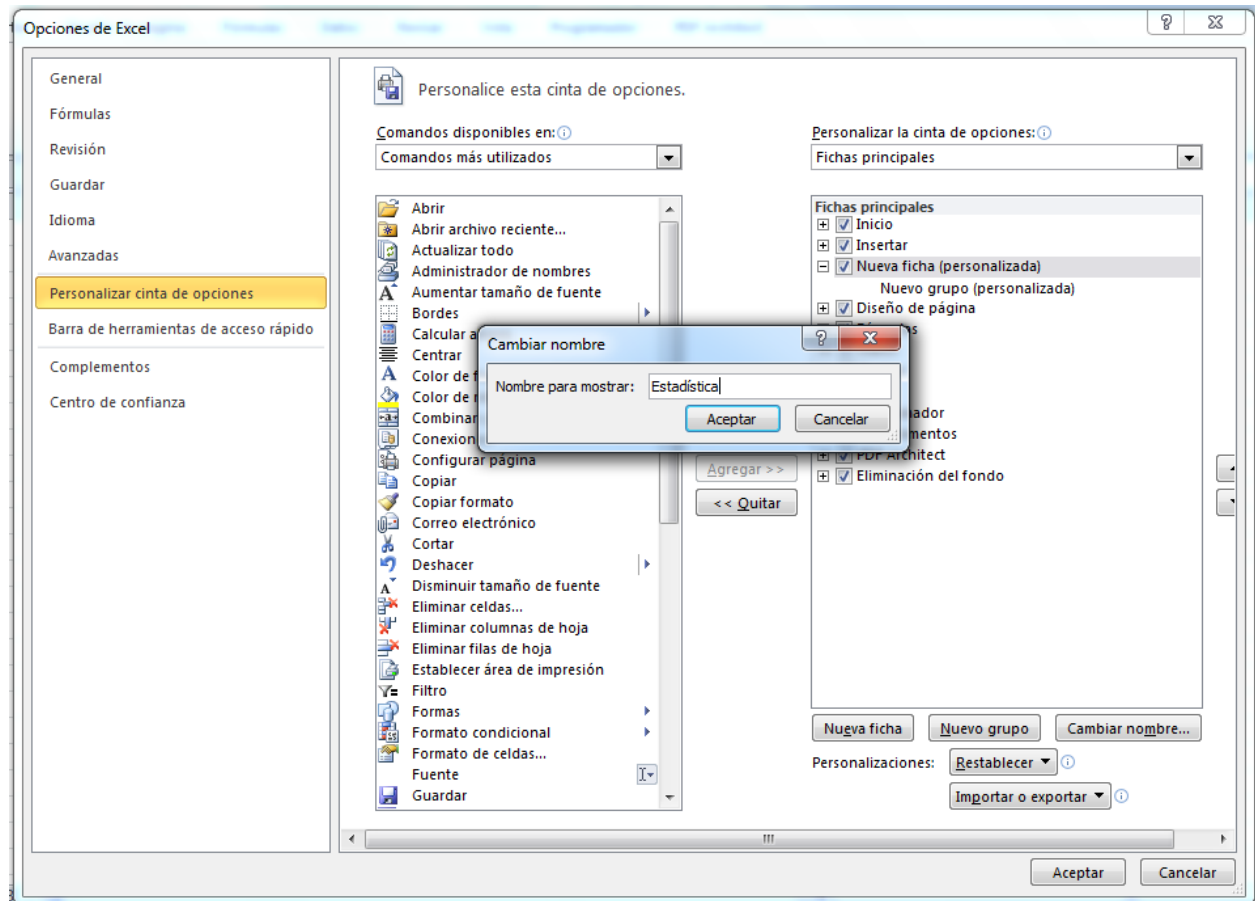 Opciones de Excel
General
Fórmulas
Revisión
Guardar
Idioma
Avanzadas
Personalizar cinta de opciones
Barra de herramientas de acceso rápido
Complementos
Centro de confianza
Personalice esta cinta de opciones.
Comandos disponibles en:
Comandos más utilizados
Abrir
Abrir archivo reciente...
Actualizar todo
Administrador de nombres
Aumentar tamaño de fuente
Bordes
Calcular a
Centrar
Color de f
Color de r
Combinar
Conexion
Configurar página
Copiar
Copiar formato
Correo electrónico
Cortar
Deshacer
Disminuir tamaño de fuente
Eliminar celdas...
Eliminar columnas de hoja
Eliminar filas de hoja
Establecer área de impresión
Filtro
Formas
Formato condicional
Formato de celdas...
Fuente
Guardar
Cambiar nombre
Nombre para mostrar: Estadística
Aceptar Cancelar
Agregar >>
<< Quitar
Personalizar la cinta de opciones:
Fichas principales
Fichas principales
Inicio
Insertar
Nueva ficha (personalizada)
Nuevo grupo (personalizada)
Diseño de página
ador
mentos
PDF Architect
Eliminación del fondo
Nueva ficha Nuevo grupo Cambiar nombre...
Personalizaciones: Restablecer
Importar o exportar
Aceptar Cancelar